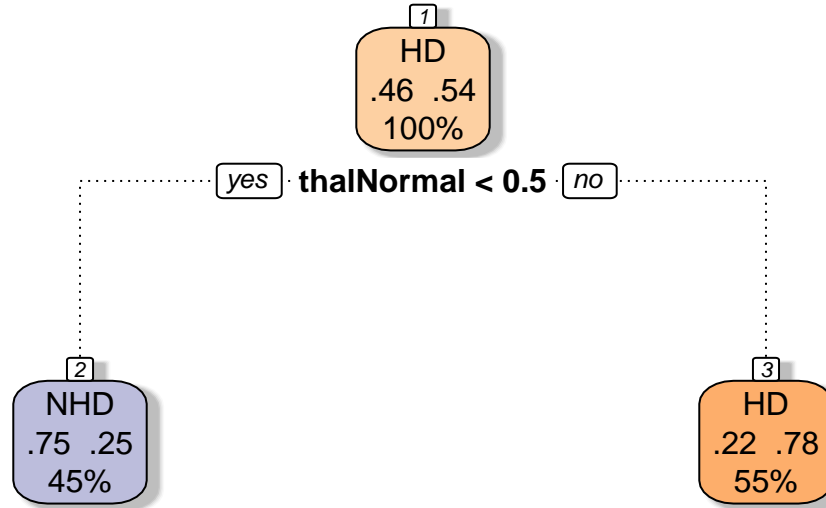 1
HD
.46 .54
100%
yes thalNormal < 0.5 no
2
NHD
.75 .25
45%
3
HD
.22 .78
55%